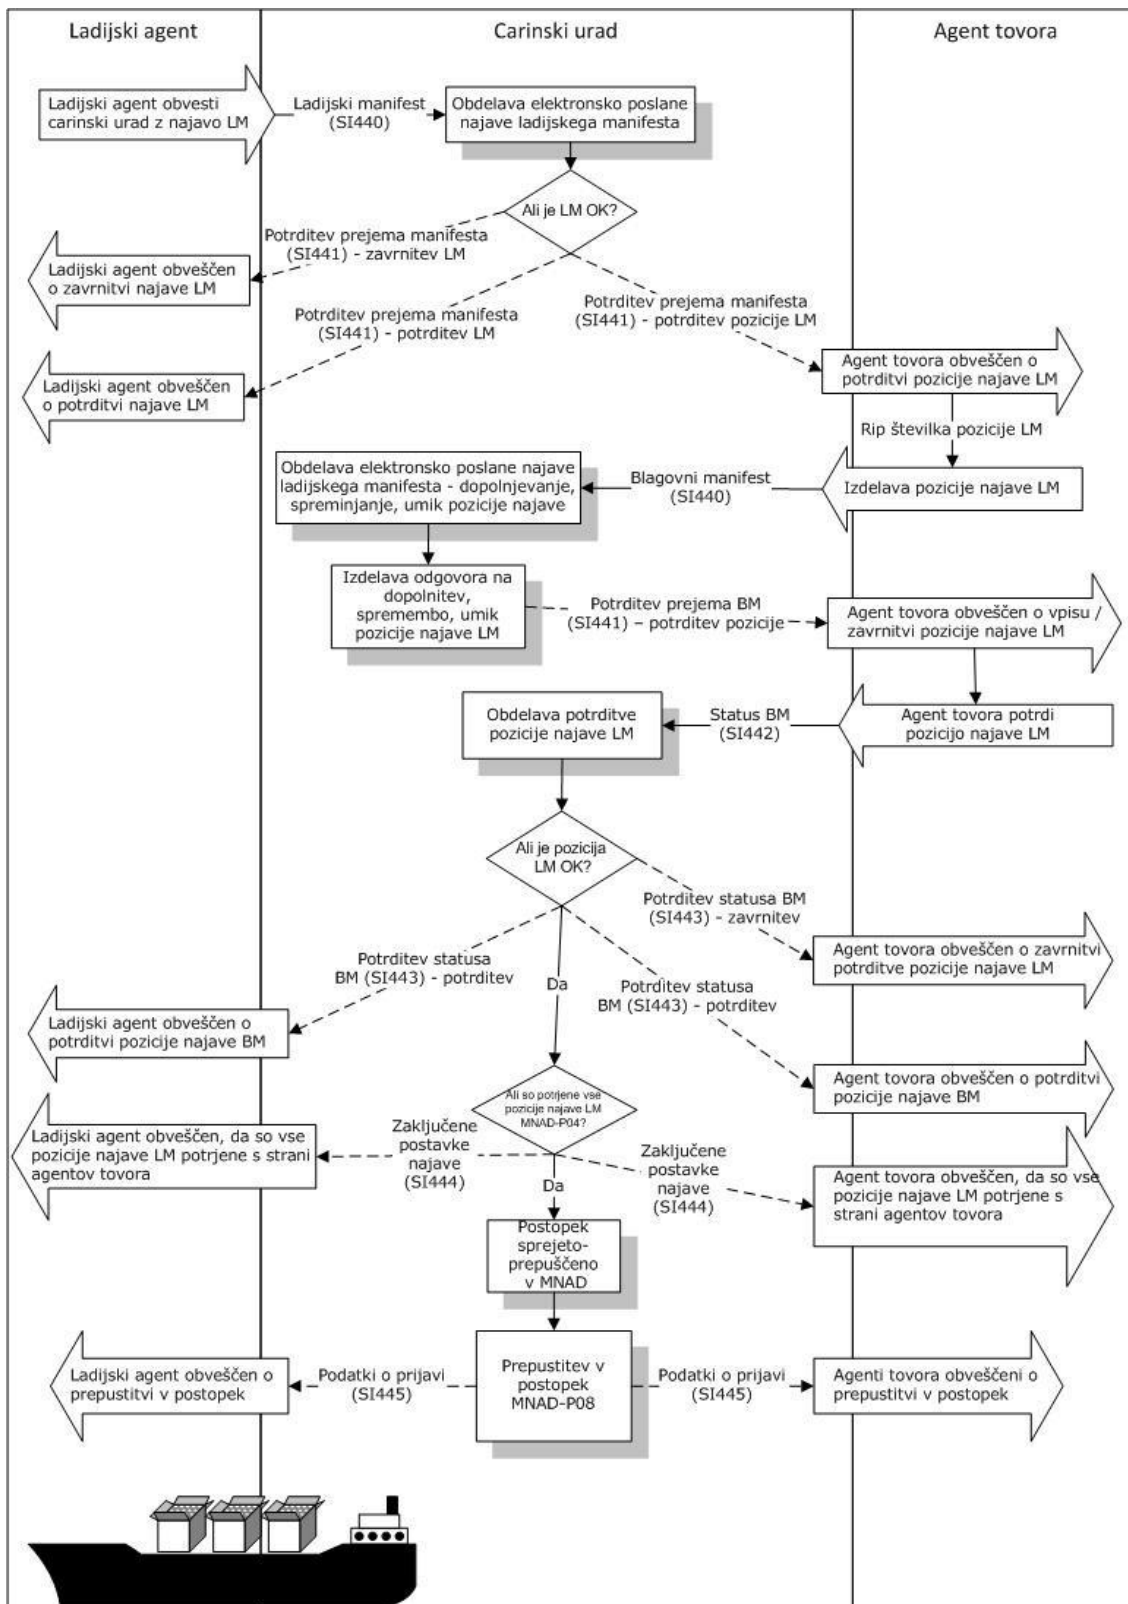 Ladijski agent
Carinski urad
Agent tovora
Ladijski agent obvesti
carinski urad z najavo LM
Ladijski manifest
(SI440)
Obdelava elektronsko poslane
najave ladijskega manifesta
Ali je LM OK?
Potrditev prejema manifesta
(SI441) - zavrnitev LM
Ladijski agent obveščen
o zavrnitvi najave LM
Potrditev prejema manifesta
(SI441) - potrditev LM
Potrditev prejema manifesta
(SI441) - potrditev pozicije LM
Ladijski agent obveščen
o potrditvi najave LM
Agent tovora obveščen o
potrditvi pozicije najave LM
Rip številka pozicije LM
Obdelava elektronsko poslane najave
ladijskega manifesta - dopolnjevanje,
spreminjanje, umik pozicije najave
Blagovni manifest
(SI440)
Izdelava pozicije najave LM
Izdelava odgovora na
dopolnitev,
spremembo, umik
pozicije najave LM
Potrditev prejema BM
(SI441) – potrditev pozicije
Agent tovora obveščen o vpisu /
zavrnitvi pozicije najave LM
Obdelava potrditve
pozicije najave LM
Status BM
(SI442)
Agent tovora potrdi
pozicijo najave LM
Ali je pozicija
LM OK?
Potrditev statusa BM
(SI443) - zavrnitev
Agent tovora obveščen o zavrnitvi
potrditve pozicije najave LM
Potrditev statusa
BM (SI443) - potrditev
Da
Potrditev statusa
BM (SI443) - potrditev
Ladijski agent obveščen o
potrditvi pozicije najave BM
Agent tovora obveščen o potrditvi
pozicije najave BM
Ali so potrjene vse
pozicije najave LM
MNAD-P04?
Ladijski agent obveščen, da so vse
pozicije najave LM potrjene s strani
agentov tovora
Zaključene
postavke
najave
(SI444)
Da
Zaključene
postavke
najave
(SI444)
Agent tovora obveščen, da so vse
pozicije najave LM potrjene s
strani agentov tovora
Postopek
sprejeto-
prepuščeno
v MNAD
Ladijski agent obveščen o
prepustitvi v postopek
Podatki o prijavi
(SI445)
Prepustitev v
postopek
MNAD-P08
Podatki o prijavi
(SI445)
Agenti tovora obveščeni o
prepustitvi v postopek